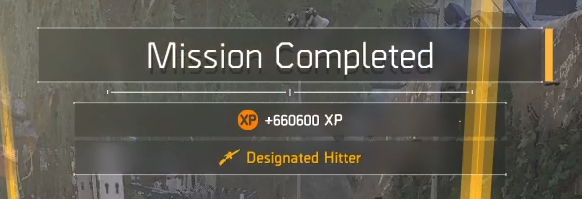 Mission Completed
XP +660600 XP
Designated Hitter